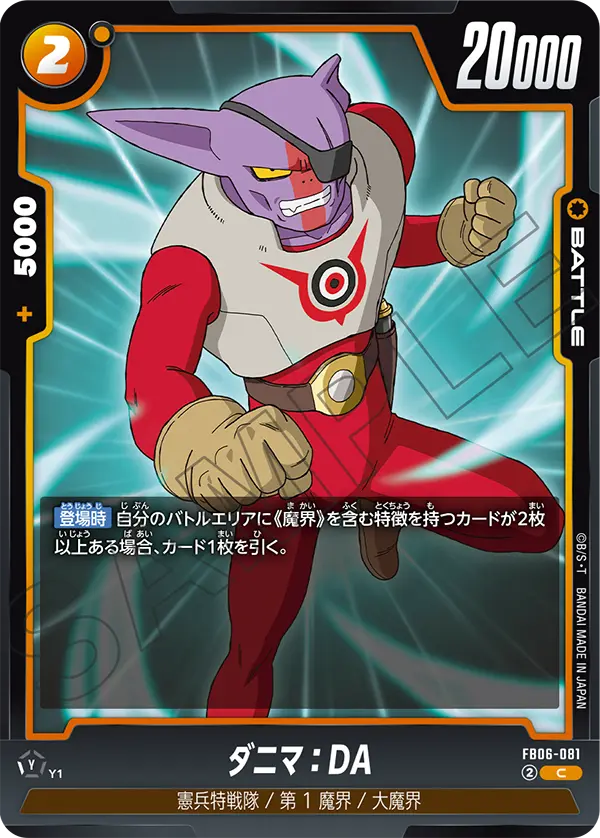 2
20000
+ 5000
BATTLE
登場時 自分のバトルエリアに《魔界》を含む特徴を持つカードが2枚
以上ある場合、カード1枚を引く。
SAMPLE
©B/S・T BANDAI MADE IN JAPAN
ダニマ:DA
FB06-081
Y Y1
② C
憲兵特戦隊 / 第1魔界 / 大魔界